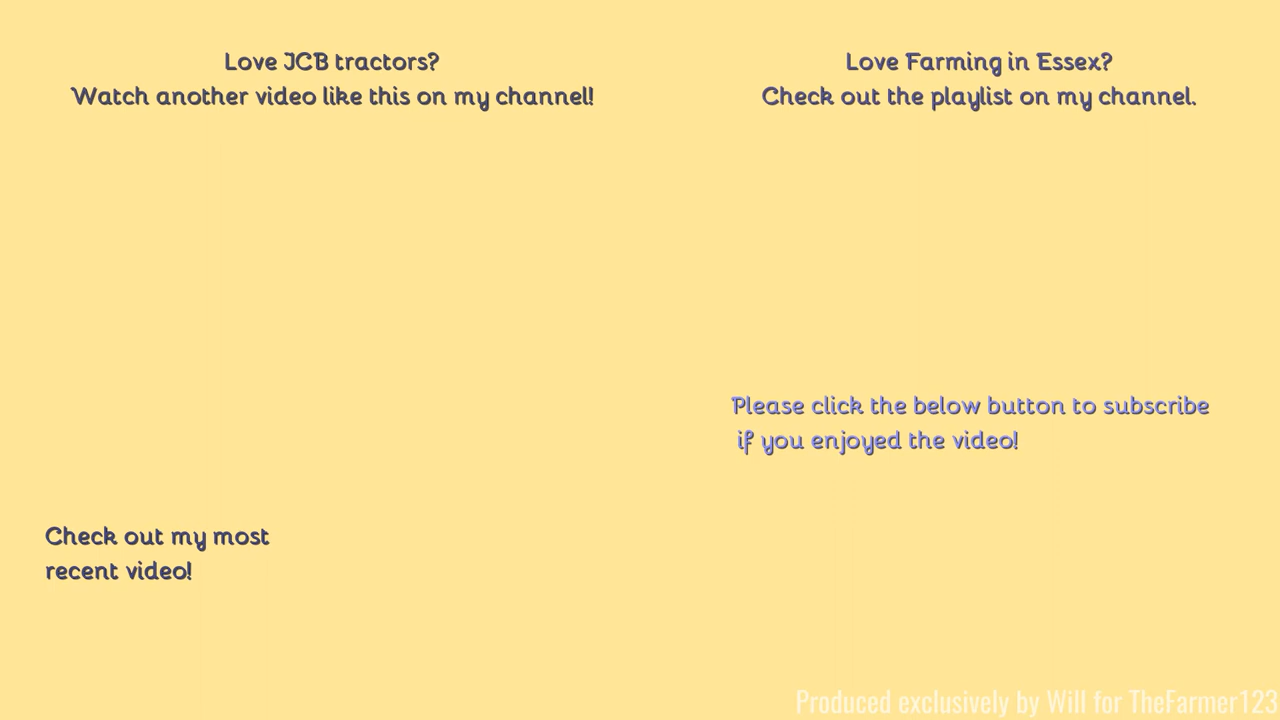 Love JCB tractors?
Watch another video like this on my channel!
Love Farming in Essex?
Check out the playlist on my channel.
Please click the below button to subscribe
if you enjoyed the video!
Check out my most
recent video!
Produced exclusively by Will for TheFarmer123